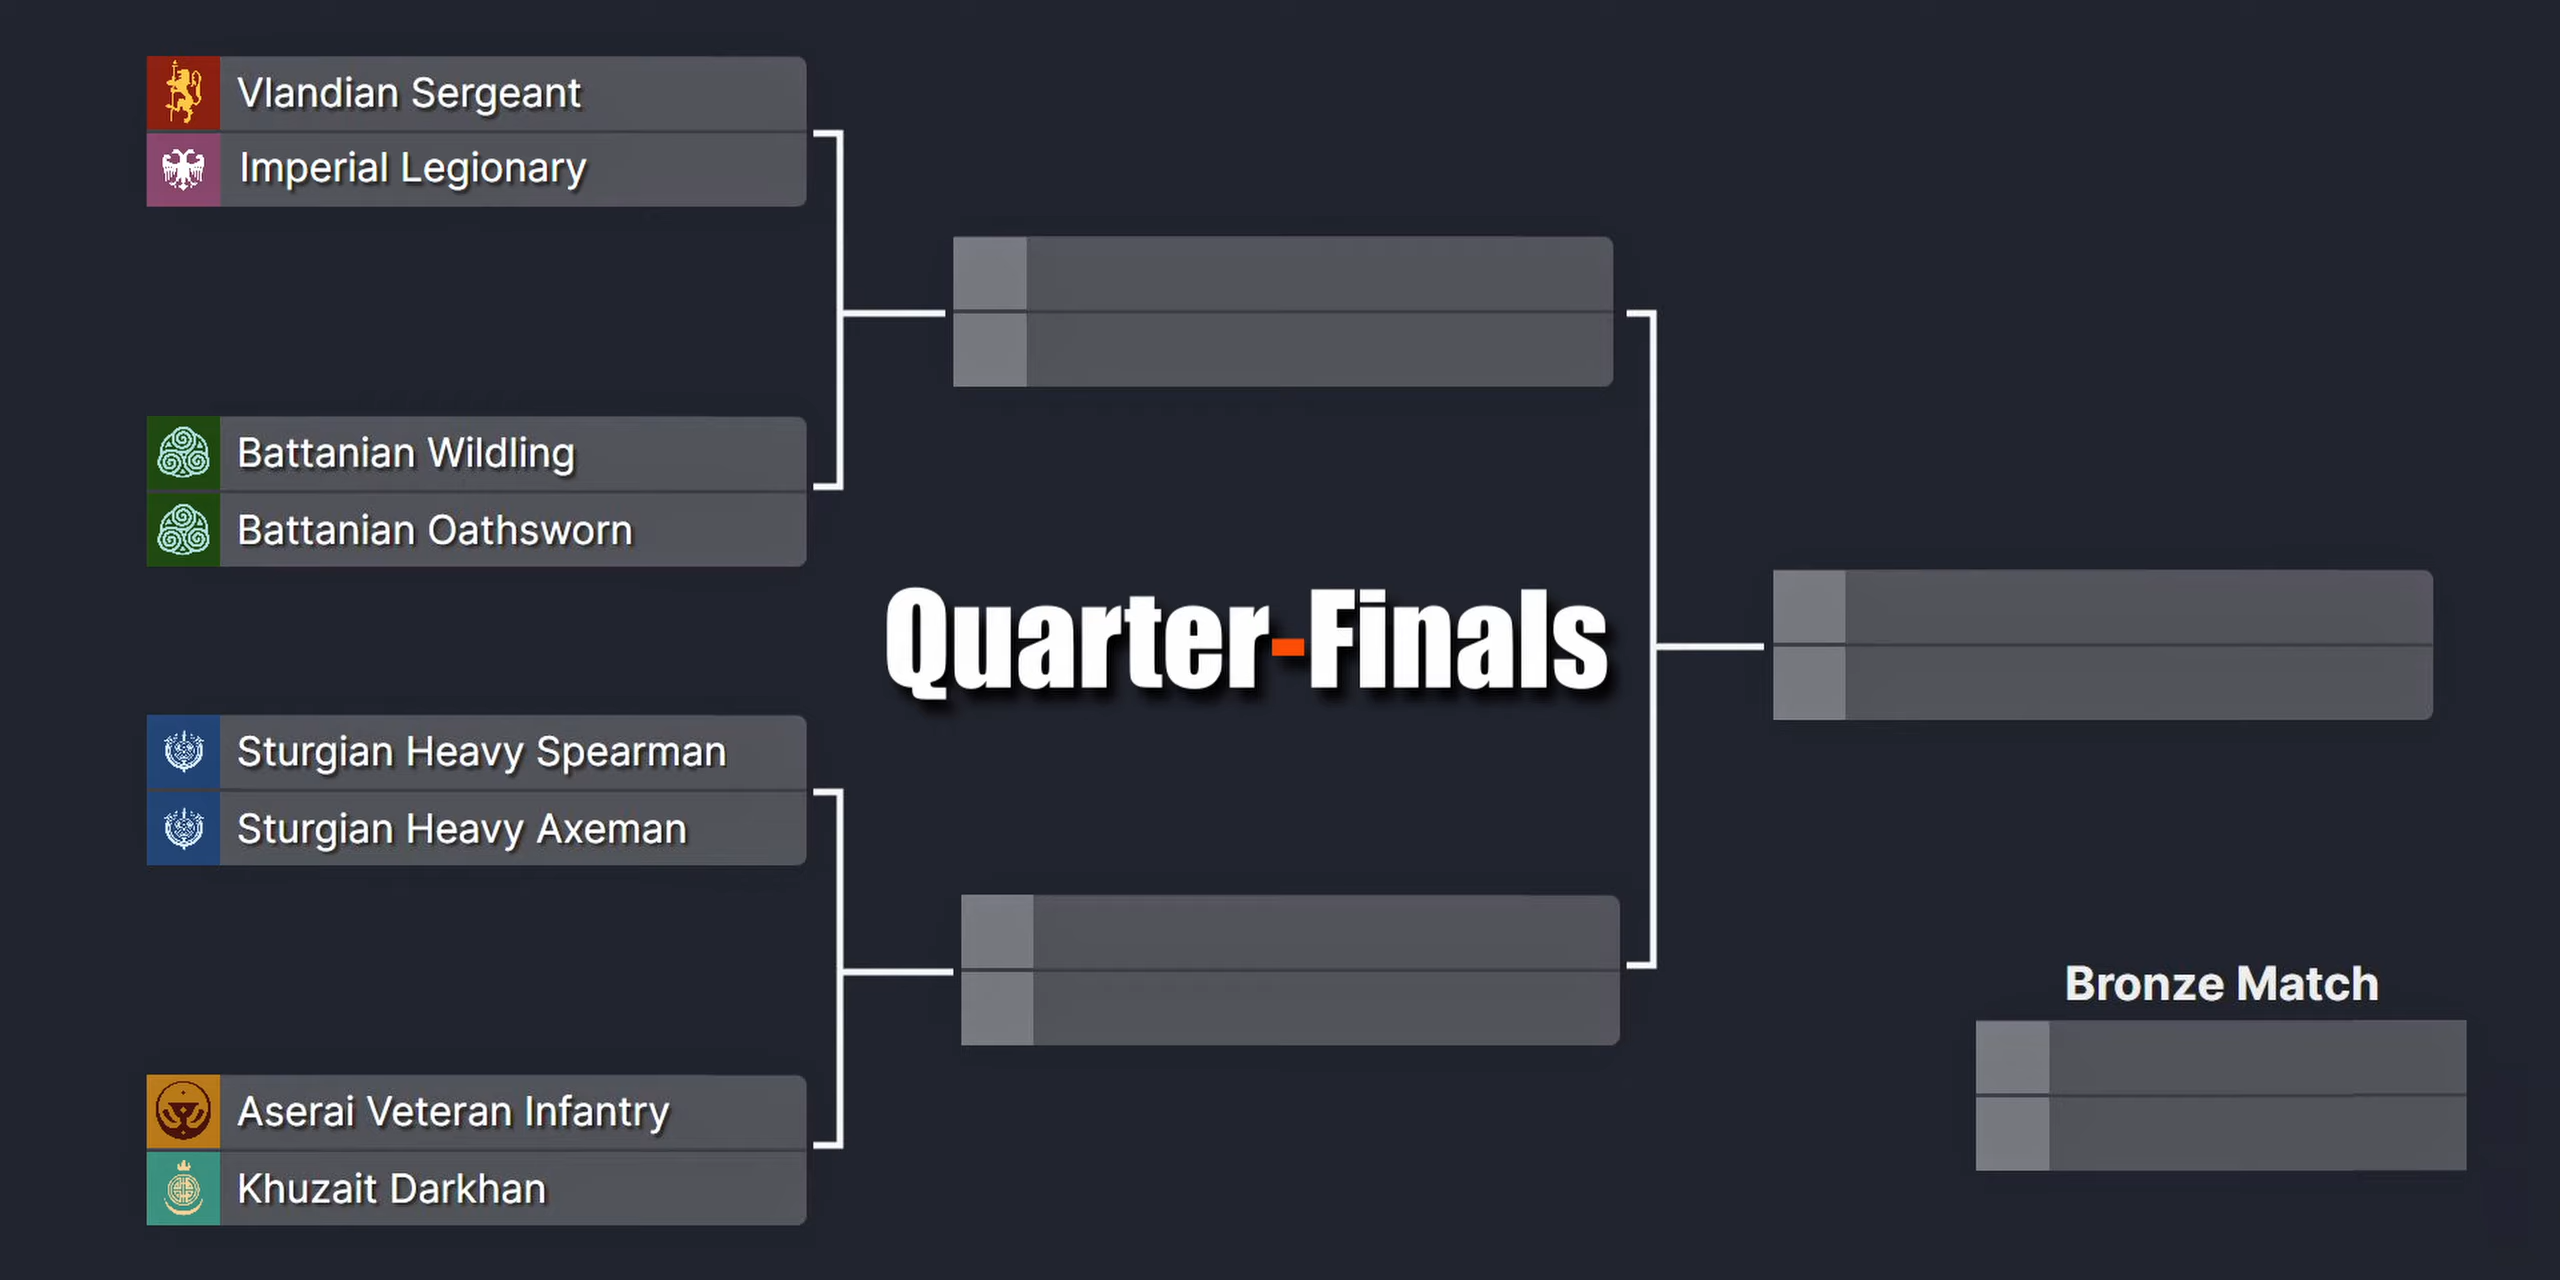 Vlandian Sergeant
Imperial Legionary
Battanian Wildling
Battanian Oathsworn
Quarter-Finals
Sturgian Heavy Spearman
Sturgian Heavy Axeman
Bronze Match
Aserai Veteran Infantry
Khuzait Darkhan